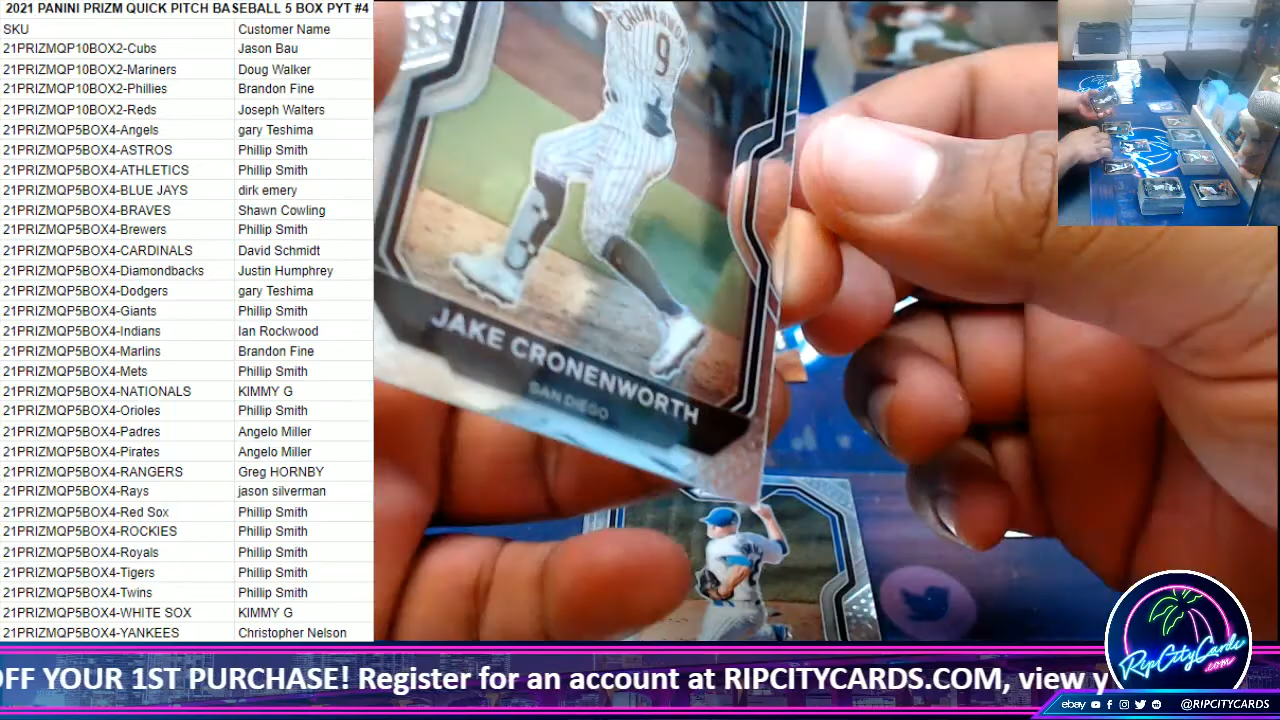 2021 PANINI PRIZM QUICK PITCH BASEBALL 5 BOX PYT #4
SKU Customer Name
21PRIZMQP10BOX2-Cubs Jason Bau
21PRIZMQP10BOX2-Mariners Doug Walker
21PRIZMQP10BOX2-Phillies Brandon Fine
21PRIZMQP10BOX2-Reds Joseph Walters
21PRIZMQP5BOX4-Angels gary Teshima
21PRIZMQP5BOX4-ASTROS Phillip Smith
21PRIZMQP5BOX4-ATHLETICS Phillip Smith
21PRIZMQP5BOX4-BLUE JAYS dirk emery
21PRIZMQP5BOX4-BRAVES Shawn Cowling
21PRIZMQP5BOX4-Brewers Phillip Smith
21PRIZMQP5BOX4-CARDINALS David Schmidt
21PRIZMQP5BOX4-Diamondbacks Justin Humphrey
21PRIZMQP5BOX4-Dodgers gary Teshima
21PRIZMQP5BOX4-Giants Phillip Smith
21PRIZMQP5BOX4-Indians Ian Rockwood
21PRIZMQP5BOX4-Marlins Brandon Fine
21PRIZMQP5BOX4-Mets Phillip Smith
21PRIZMQP5BOX4-NATIONALS KIMMY G
21PRIZMQP5BOX4-Orioles Phillip Smith
21PRIZMQP5BOX4-Padres Angelo Miller
21PRIZMQP5BOX4-Pirates Angelo Miller
21PRIZMQP5BOX4-RANGERS Greg HORNBY
21PRIZMQP5BOX4-Rays jason silverman
21PRIZMQP5BOX4-Red Sox Phillip Smith
21PRIZMQP5BOX4-ROCKIES Phillip Smith
21PRIZMQP5BOX4-Royals Phillip Smith
21PRIZMQP5BOX4-Tigers Phillip Smith
21PRIZMQP5BOX4-Twins Phillip Smith
21PRIZMQP5BOX4-WHITE SOX KIMMY G
21PRIZMQP5BOX4-YANKEES Christopher Nelson
9
JAKE CRONENWORTH
SAN DIEGO
OFF YOUR 1ST PURCHASE! Register for an account at RIPCITYCARDS.COM, view y
RipCityCards
.com
ebay @RIPCITYCARDS